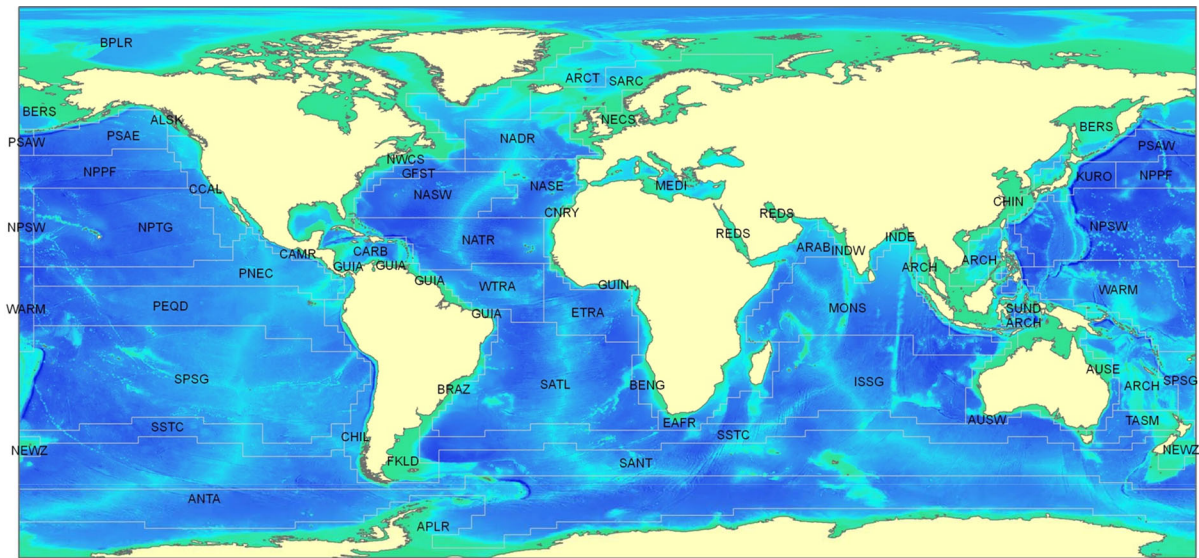 BPLR
ARCT
SARC
BERS
ALSK
NECS
BERS
PSAW
PSAE
NADR
PSAW
NWCS
NPPF
GFST
KURO
NPPF
CCAL
NASW
NASE
MEDI
CHIN
CNRY
REDS
NPSW
NPTG
REDS
NPSW
NATR
INDE
CAMR
CARB
ARAB
INDW
ARCH
GUIA
GUIA
ARCH
PNEC
GUIA
WTRA
GUIN
WARM
WARM
PEQD
GUIA
ETRA
MONS
SUND
ARCH
AUSE
SPSG
BRAZ
SATL
BENG
ISSG
ARCH
SPSG
SSTC
EAFR
AUSW
TASM
CHIL
SSTC
NEWZ
FKLD
SANT
NEWZ
ANTA
APLR